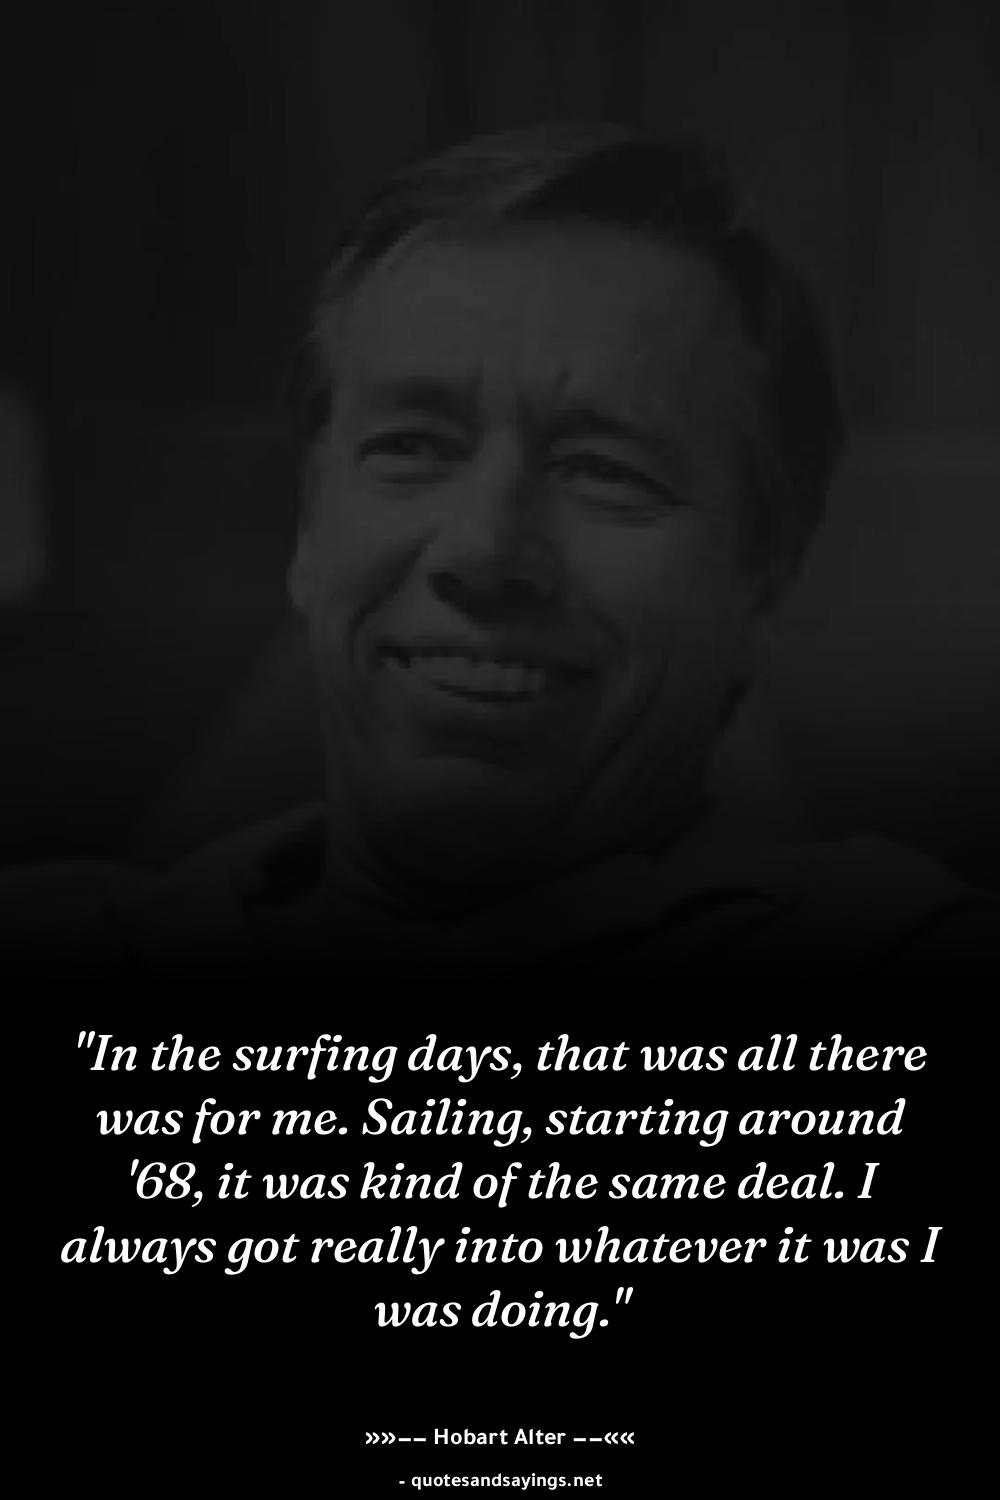 "In the surfing days, that was all there
was for me. Sailing, starting around
'68, it was kind of the same deal. I
always got really into whatever it was I
was doing."
»»−− Hobart Alter −−««
- quotesandsayings.net